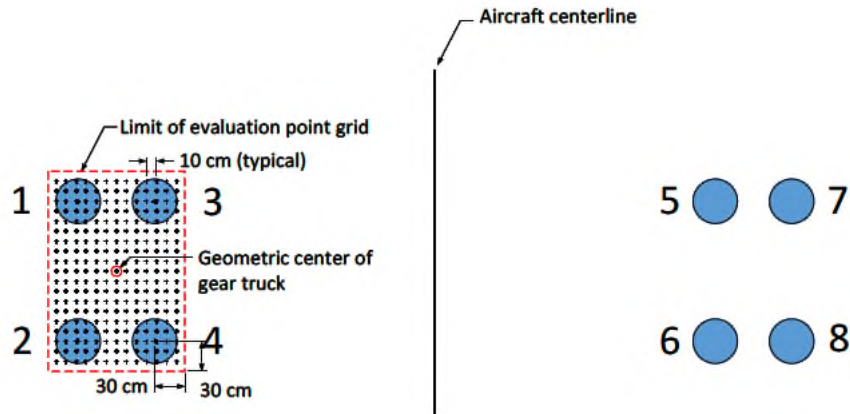 Aircraft centerline
Limit of evaluation point grid
10 cm (typical)
1
3
5
7
Geometric center of
gear truck
2
4
6
8
30 cm
30 cm